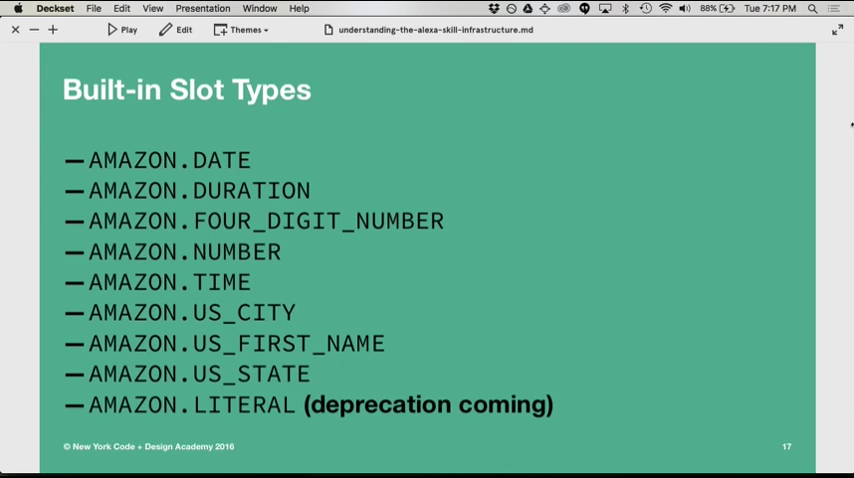 Deckset File Edit View Presentation Window Help 88% Tue 7:17 PM
Play Edit Themes understanding-the-alexa-skill-infrastructure.md
Built-in Slot Types
— AMAZON.DATE
— AMAZON.DURATION
— AMAZON.FOUR_DIGIT_NUMBER
— AMAZON.NUMBER
— AMAZON.TIME
— AMAZON.US_CITY
— AMAZON.US_FIRST_NAME
— AMAZON.US_STATE
— AMAZON.LITERAL (deprecation coming)
© New York Code + Design Academy 2016 17